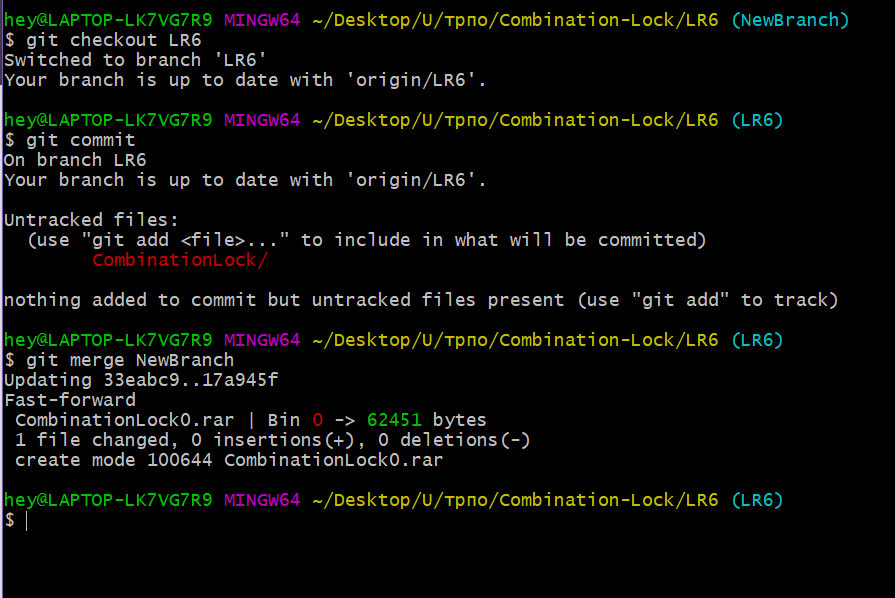 hey@LAPTOP-LK7VG7R9 MINGW64 ~/Desktop/U/трпо/Combination-Lock/LR6 (NewBranch)
$ git checkout LR6
Switched to branch 'LR6'
Your branch is up to date with 'origin/LR6'.
hey@LAPTOP-LK7VG7R9 MINGW64 ~/Desktop/U/трпо/Combination-Lock/LR6 (LR6)
$ git commit
On branch LR6
Your branch is up to date with 'origin/LR6'.
Untracked files:
(use "git add <file>..." to include in what will be committed)
CombinationLock/
nothing added to commit but untracked files present (use "git add" to track)
hey@LAPTOP-LK7VG7R9 MINGW64 ~/Desktop/U/трпо/Combination-Lock/LR6 (LR6)
$ git merge NewBranch
Updating 33eabc9..17a945f
Fast-forward
CombinationLock0.rar | Bin 0 -> 62451 bytes
1 file changed, 0 insertions(+), 0 deletions(-)
create mode 100644 CombinationLock0.rar
hey@LAPTOP-LK7VG7R9 MINGW64 ~/Desktop/U/трпо/Combination-Lock/LR6 (LR6)
$